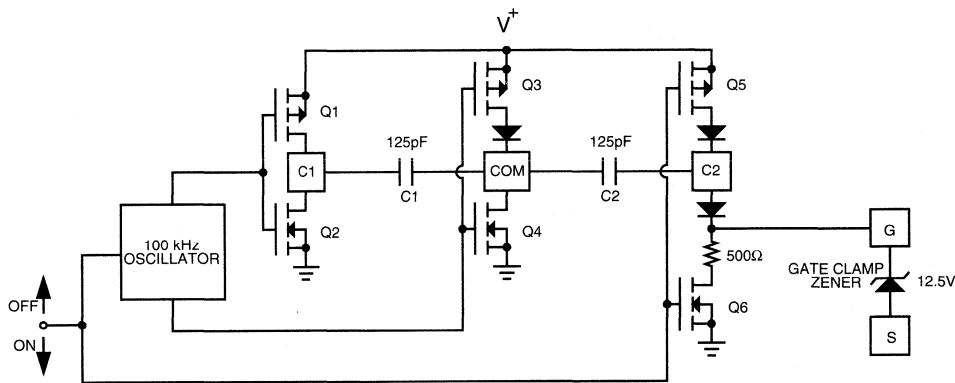 V+
Q1
Q3
Q5
125pF
125pF
C1
COM
C2
C1
C2
Q2
Q4
100 kHz
OSCILLATOR
500Ω
G
GATE CLAMP
ZENER
12.5V
OFF
ON
Q6
S